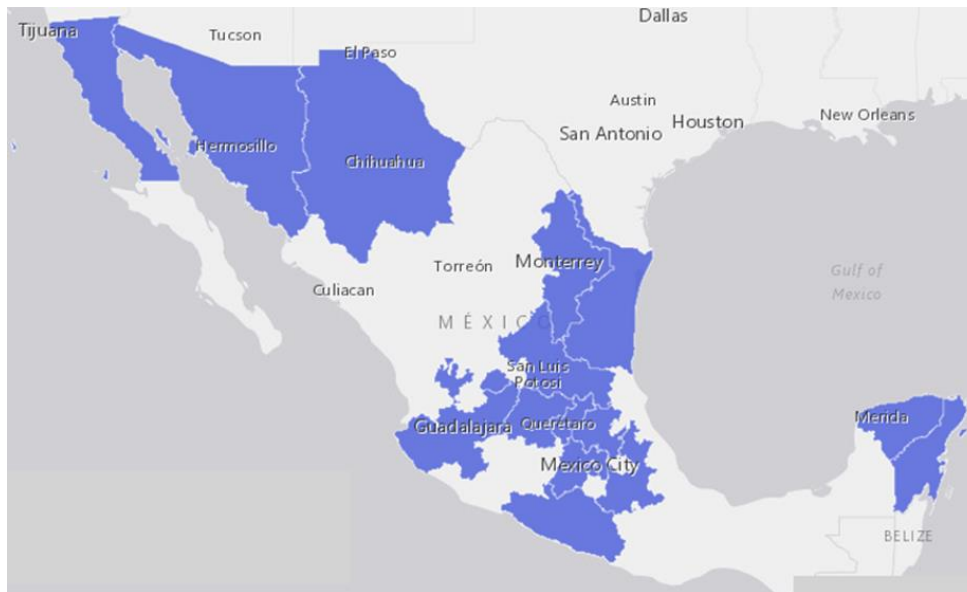 Dallas
Tijuana
Tucson
El Paso
Austin
San Antonio
Houston
New Orleans
Hermosillo
Chihuahua
Monterrey
Torreón
Gulf of
Mexico
Culiacan
MÉXICO
San Luis
Potosi
Merida
Guadalajara
Querétaro
Mexico City
BELIZE